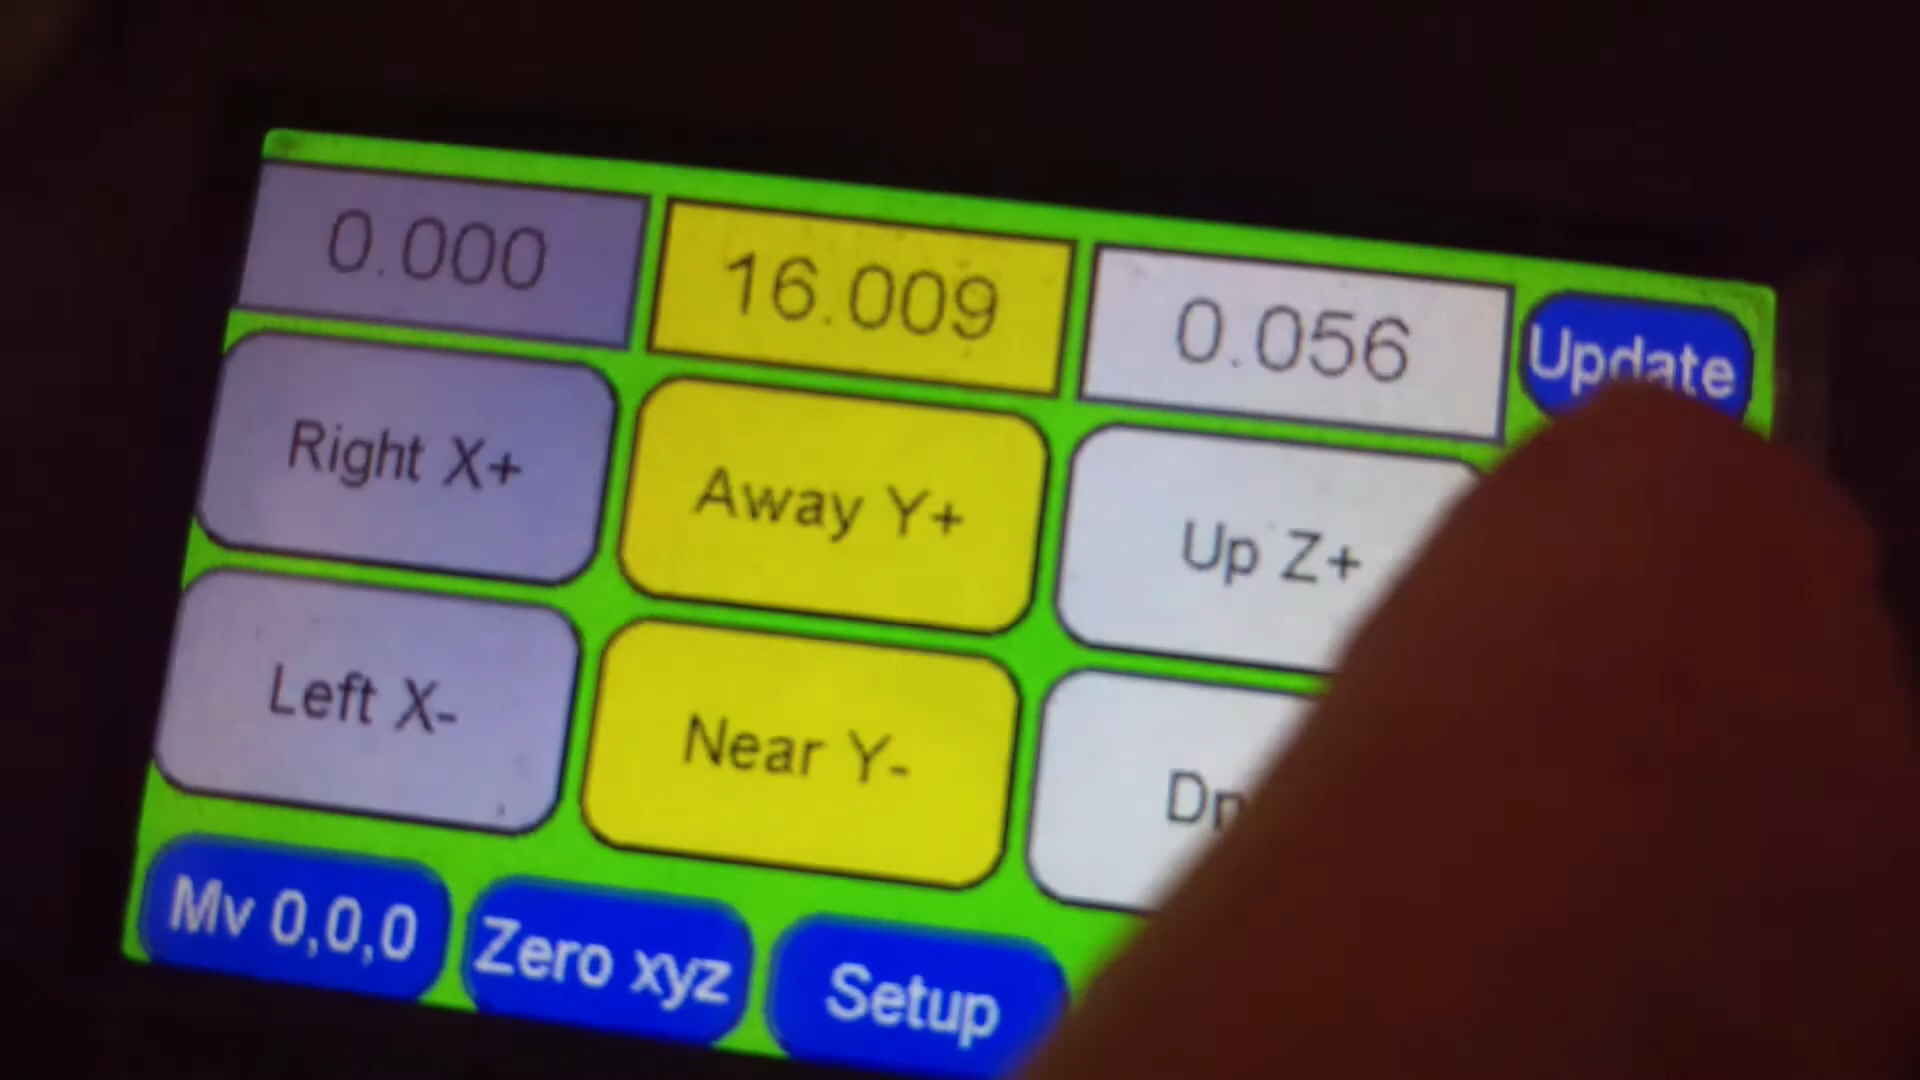 0.000 16.009 0.056 Update
Right X+ Away Y+ Up Z+
Left X- Near Y-
Mv 0,0,0 Zero xyz Setup